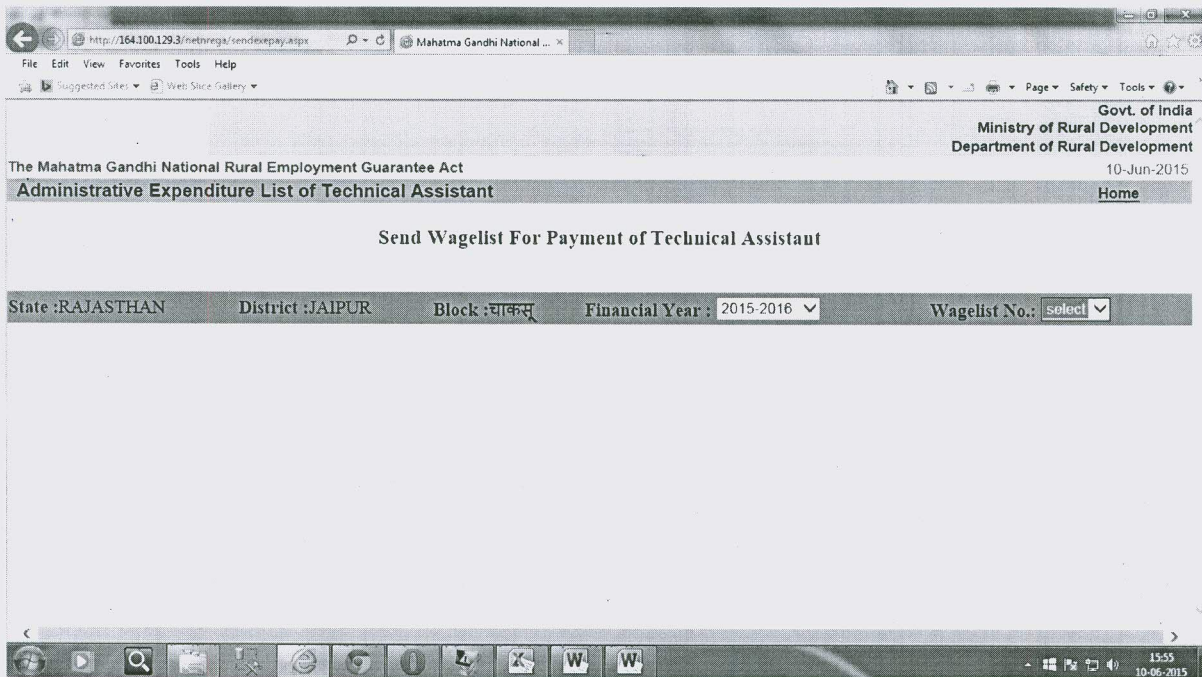 http://164.100.129.3/netnrega/sendexepay.aspx
Mahatma Gandhi National ...
File Edit View Favorites Tools Help
Suggested Sites Web Slice Gallery Page Safety Tools
Govt. of India
Ministry of Rural Development
Department of Rural Development
The Mahatma Gandhi National Rural Employment Guarantee Act 10-Jun-2015
Administrative Expenditure List of Technical Assistant Home
Send Wagelist For Payment of Technical Assistant
State :RAJASTHAN District :JAIPUR Block :चाकसू Financial Year : 2015-2016 Wagelist No.: select
15:55
10-06-2015